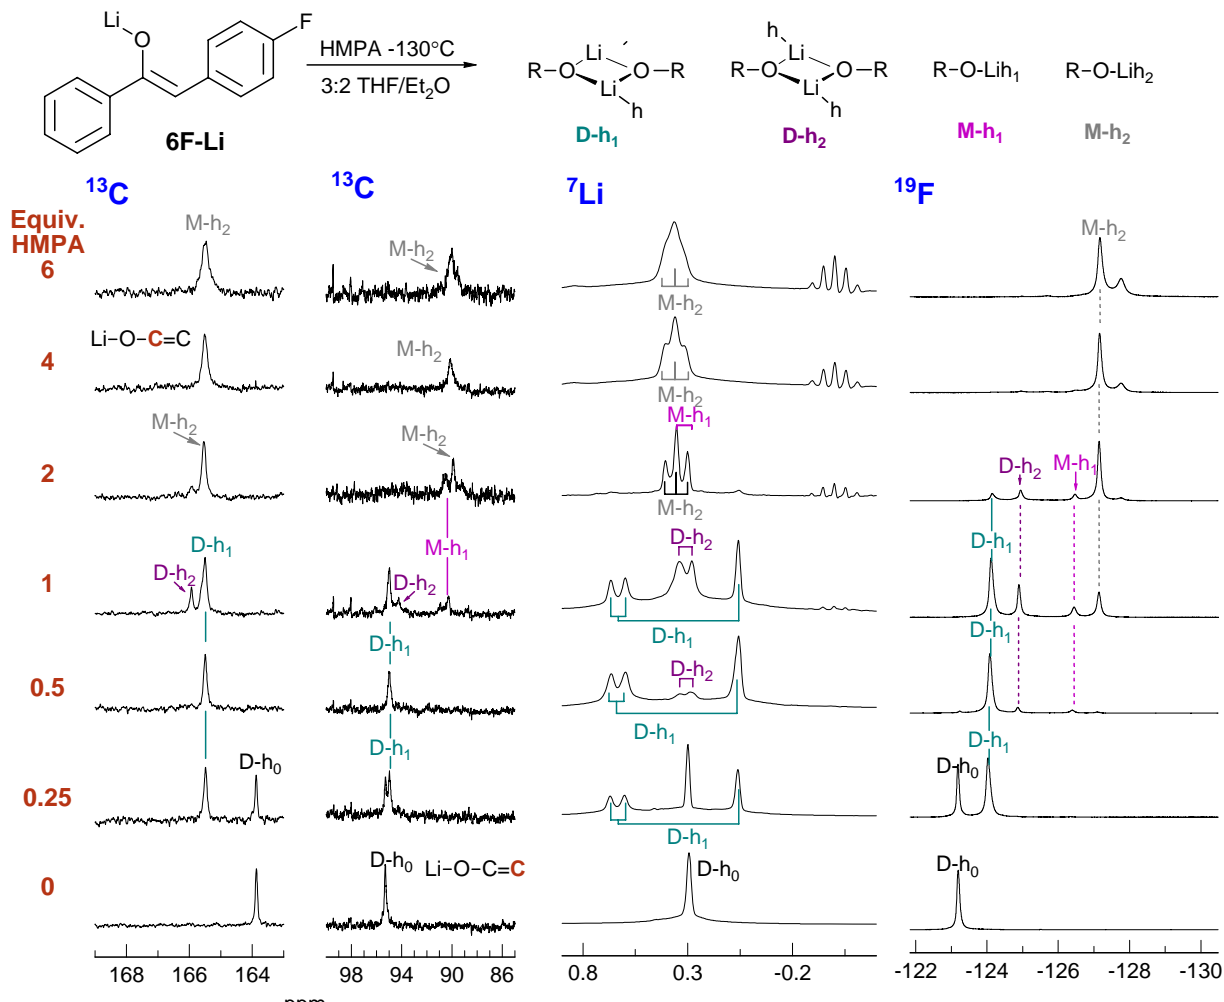 Li
O
F
6F-Li
HMPA -130°C
3:2 THF/Et₂O
Li
R-O O-R
Li
h
D-h₁
h
Li
R-O O-R
Li
h
D-h₂
R-O-Lih₁
M-h₁
R-O-Lih₂
M-h₂
¹³C
¹³C
⁷Li
¹⁹F
Equiv.
HMPA
6
M-h₂
M-h₂
M-h₂
M-h₂
4
Li-O-C=C
M-h₂
M-h₂
2
M-h₂
M-h₂
M-h₁
M-h₂
D-h₂
M-h₁
D-h₁
1
D-h₂
D-h₁
D-h₂
M-h₁
D-h₂
D-h₁
D-h₁
0.5
D-h₁
D-h₂
D-h₁
D-h₁
0.25
D-h₀
D-h₁
D-h₁
D-h₀
0
D-h₀
Li-O-C=C
D-h₀
D-h₀
168 166 164
98 94 90 86
0.8 0.3 -0.2
-122 -124 -126 -128 -130
ppm